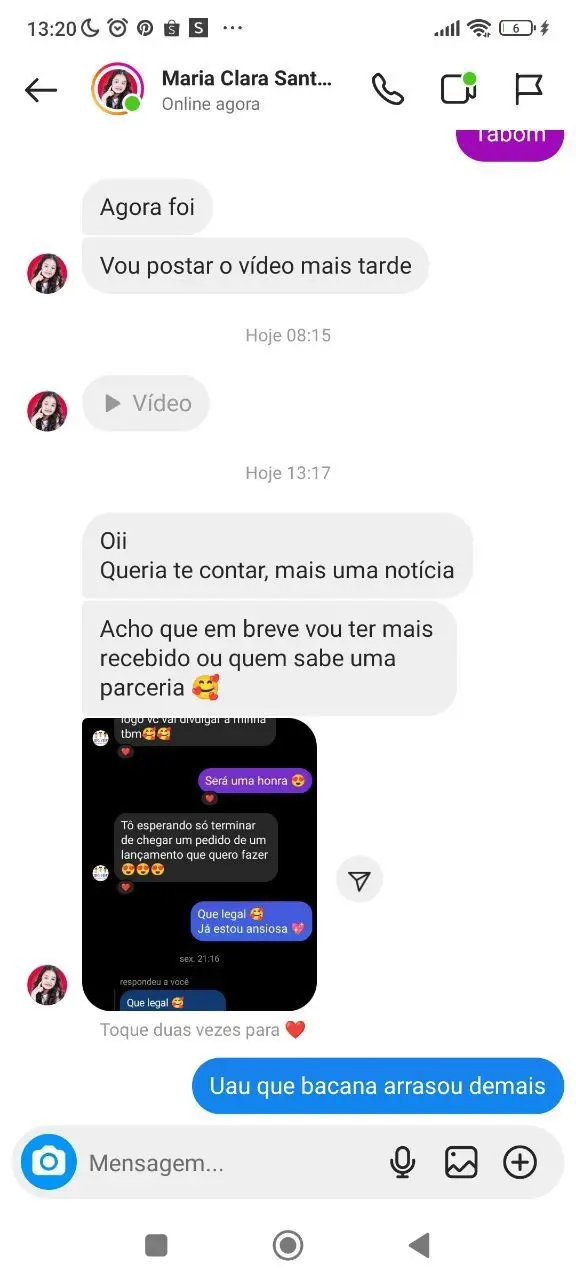 13:20
6
Maria Clara Sant...
Online agora
Tabom
Agora foi
Vou postar o vídeo mais tarde
Hoje 08:15
Vídeo
Hoje 13:17
Oii
Queria te contar, mais uma notícia
Acho que em breve vou ter mais
recebido ou quem sabe uma
parceria 🥰
logo vc vai divulgar a minha
tbm🥰🥰
Será uma honra 😍
Tô esperando só terminar
de chegar um pedido de um
lançamento que quero fazer
😍😍😍
Que legal 🥰
Já estou ansiosa 💖
sex. 21:16
respondeu a você
Que legal 🥰
Toque duas vezes para ❤️
Uau que bacana arrasou demais
Mensagem...